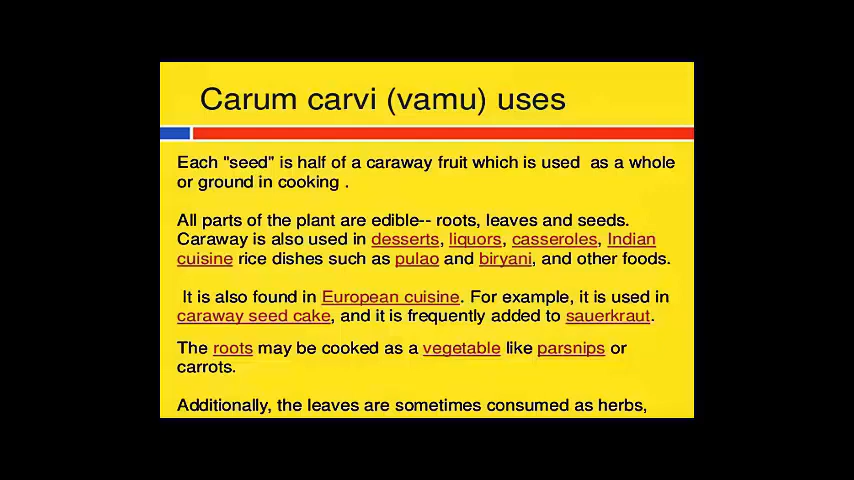 Carum carvi (vamu) uses
Each "seed" is half of a caraway fruit which is used  as a whole
or ground in cooking .
All parts of the plant are edible-- roots, leaves and seeds.
Caraway is also used in desserts, liquors, casseroles, Indian
cuisine rice dishes such as pulao and biryani, and other foods.
It is also found in European cuisine. For example, it is used in
caraway seed cake, and it is frequently added to sauerkraut.
The roots may be cooked as a vegetable like parsnips or
carrots.
Additionally, the leaves are sometimes consumed as herbs,